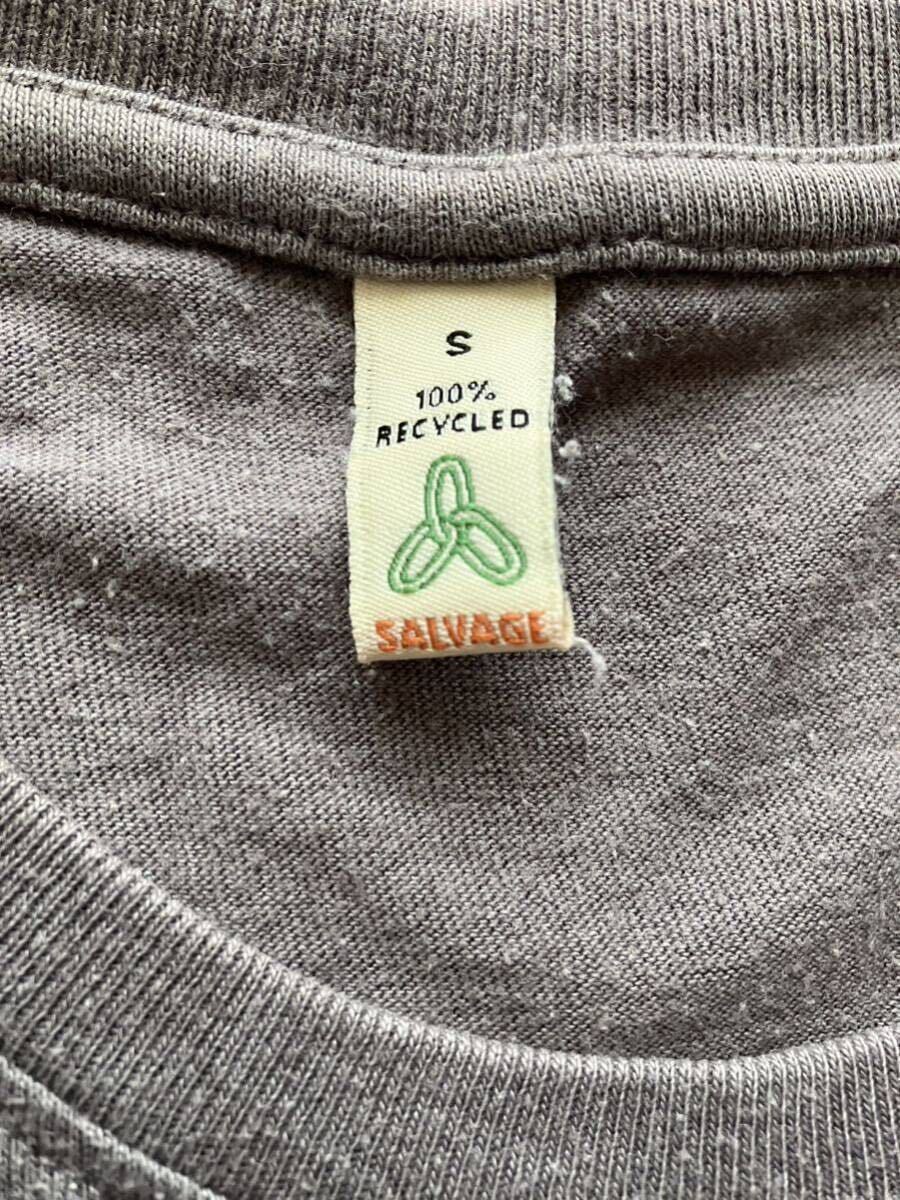 S
100%
RECYCLED
SALVAGE